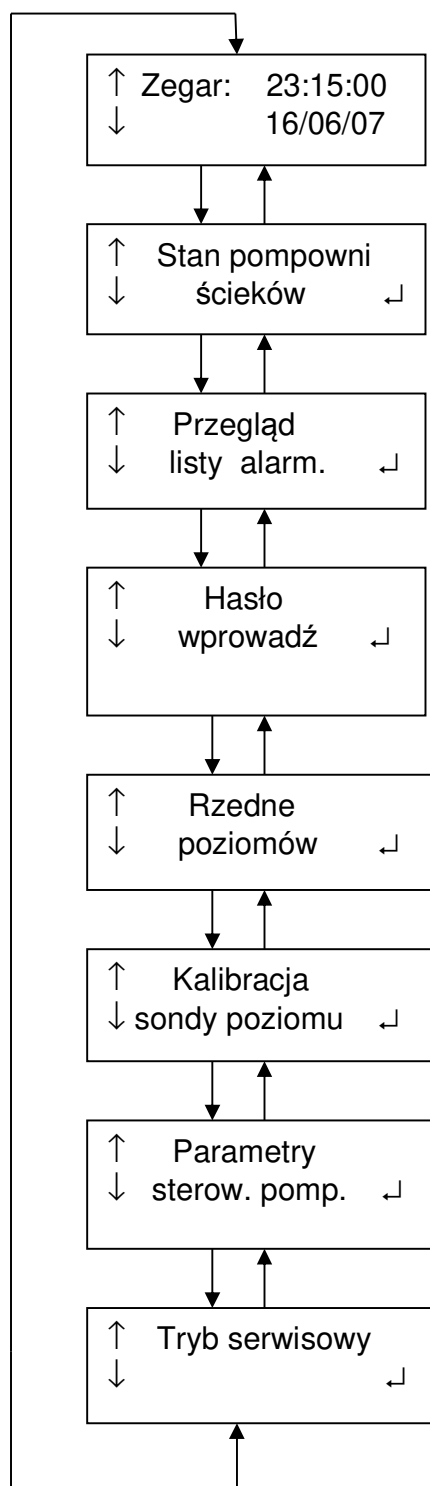 ↑ Zegar: 23:15:00
↓ 16/06/07
↑ Stan pompowni
↓ ścieków ↵
↑ Przegląd
↓ listy alarm. ↵
↑ Hasło
↓ wprowadź ↵
↑ Rzedne
↓ poziomów ↵
↑ Kalibracja
↓ sondy poziomu ↵
↑ Parametry
↓ sterow. pomp. ↵
↑ Tryb serwisowy
↓ ↵